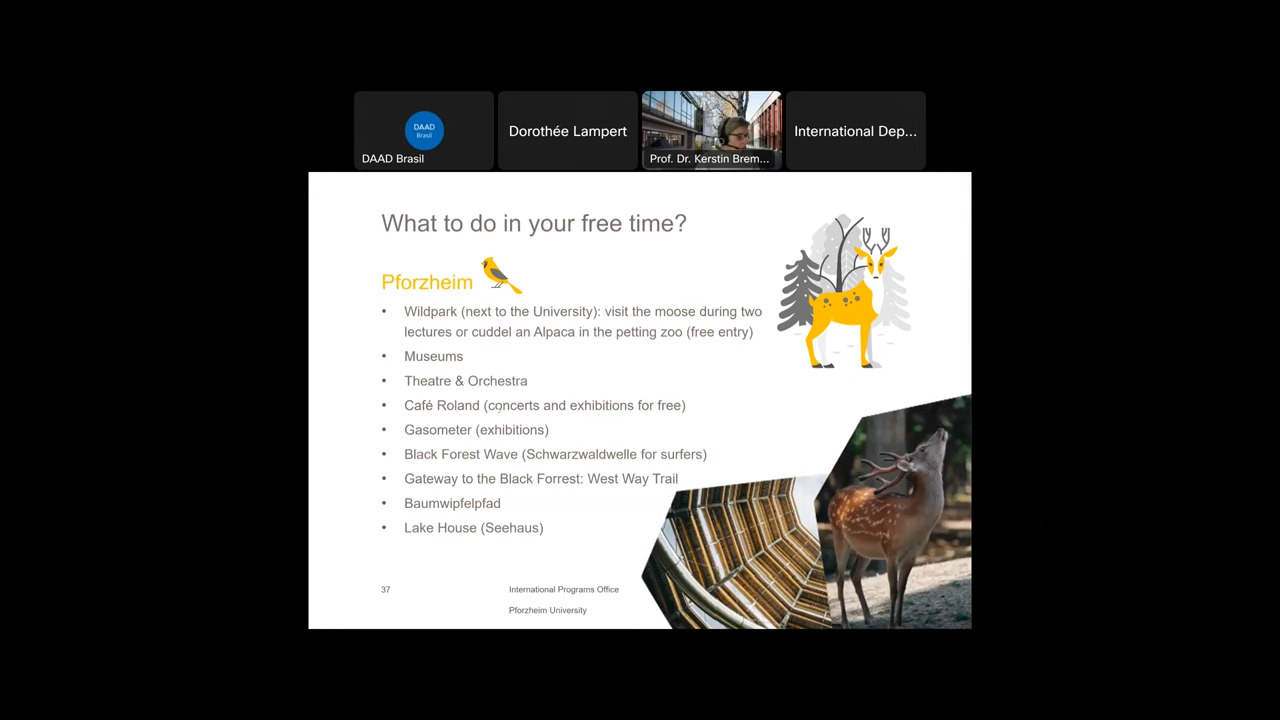 DAAD
Brasil
DAAD Brasil
Dorothée Lampert
Prof. Dr. Kerstin Brem...
International Dep...
What to do in your free time?
Pforzheim
• Wildpark (next to the University): visit the moose during two
lectures or cuddel an Alpaca in the petting zoo (free entry)
• Museums
• Theatre & Orchestra
• Café Roland (concerts and exhibitions for free)
• Gasometer (exhibitions)
• Black Forest Wave (Schwarzwaldwelle for surfers)
• Gateway to the Black Forrest: West Way Trail
• Baumwipfelpfad
• Lake House (Seehaus)
37
International Programs Office
Pforzheim University